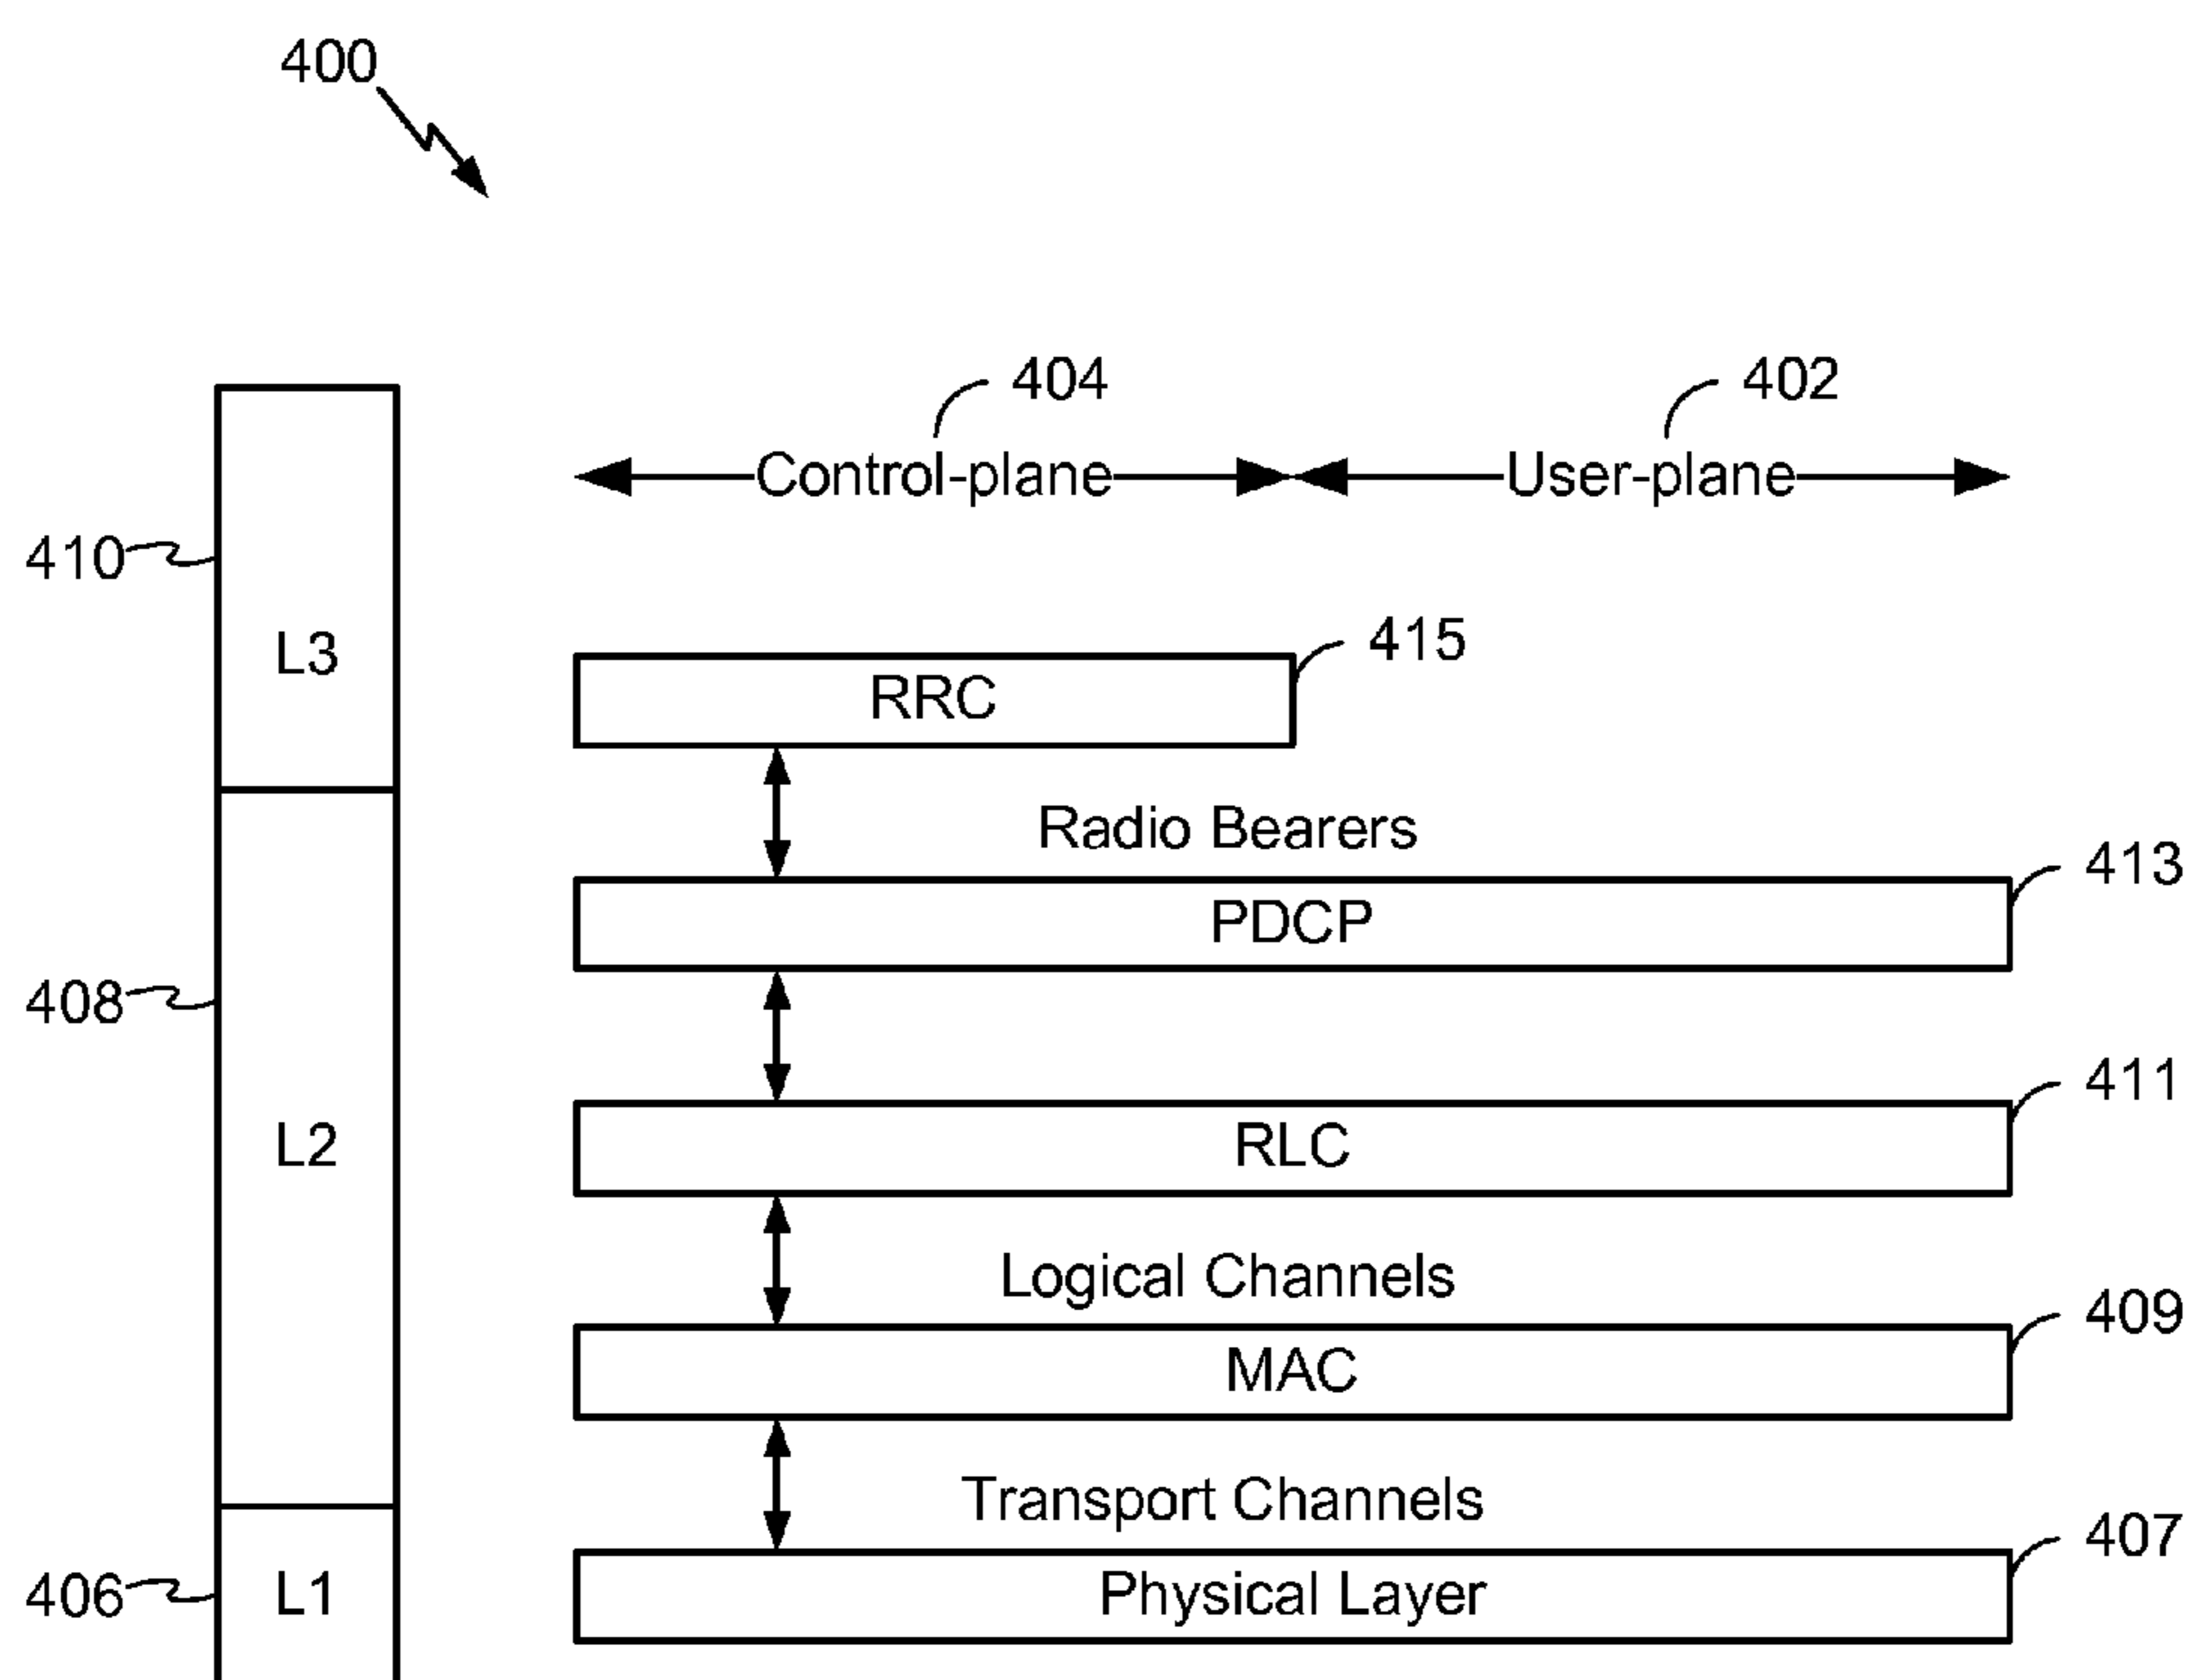 400
404
402
Control-plane
User-plane
410
L3
415
RRC
Radio Bearers
413
PDCP
408
411
L2
RLC
Logical Channels
409
MAC
Transport Channels
407
406
L1
Physical Layer